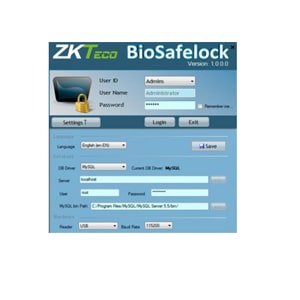 ZKTeco BioSafelock
Version: 1.0.0.0
User ID Admins
User Name Administrator
Password ******
Remember me
Settings Login Exit
Language
Language English (en,EN) Save
Database
DB Driver MySQL Current DB Driver: MySQL
Server localhost
User root Password ******
MySQL bin Path C:/Program Files/MySQL/MySQL Server 5.5/bin/
Hardware
Reader USB Baud Rate 115200